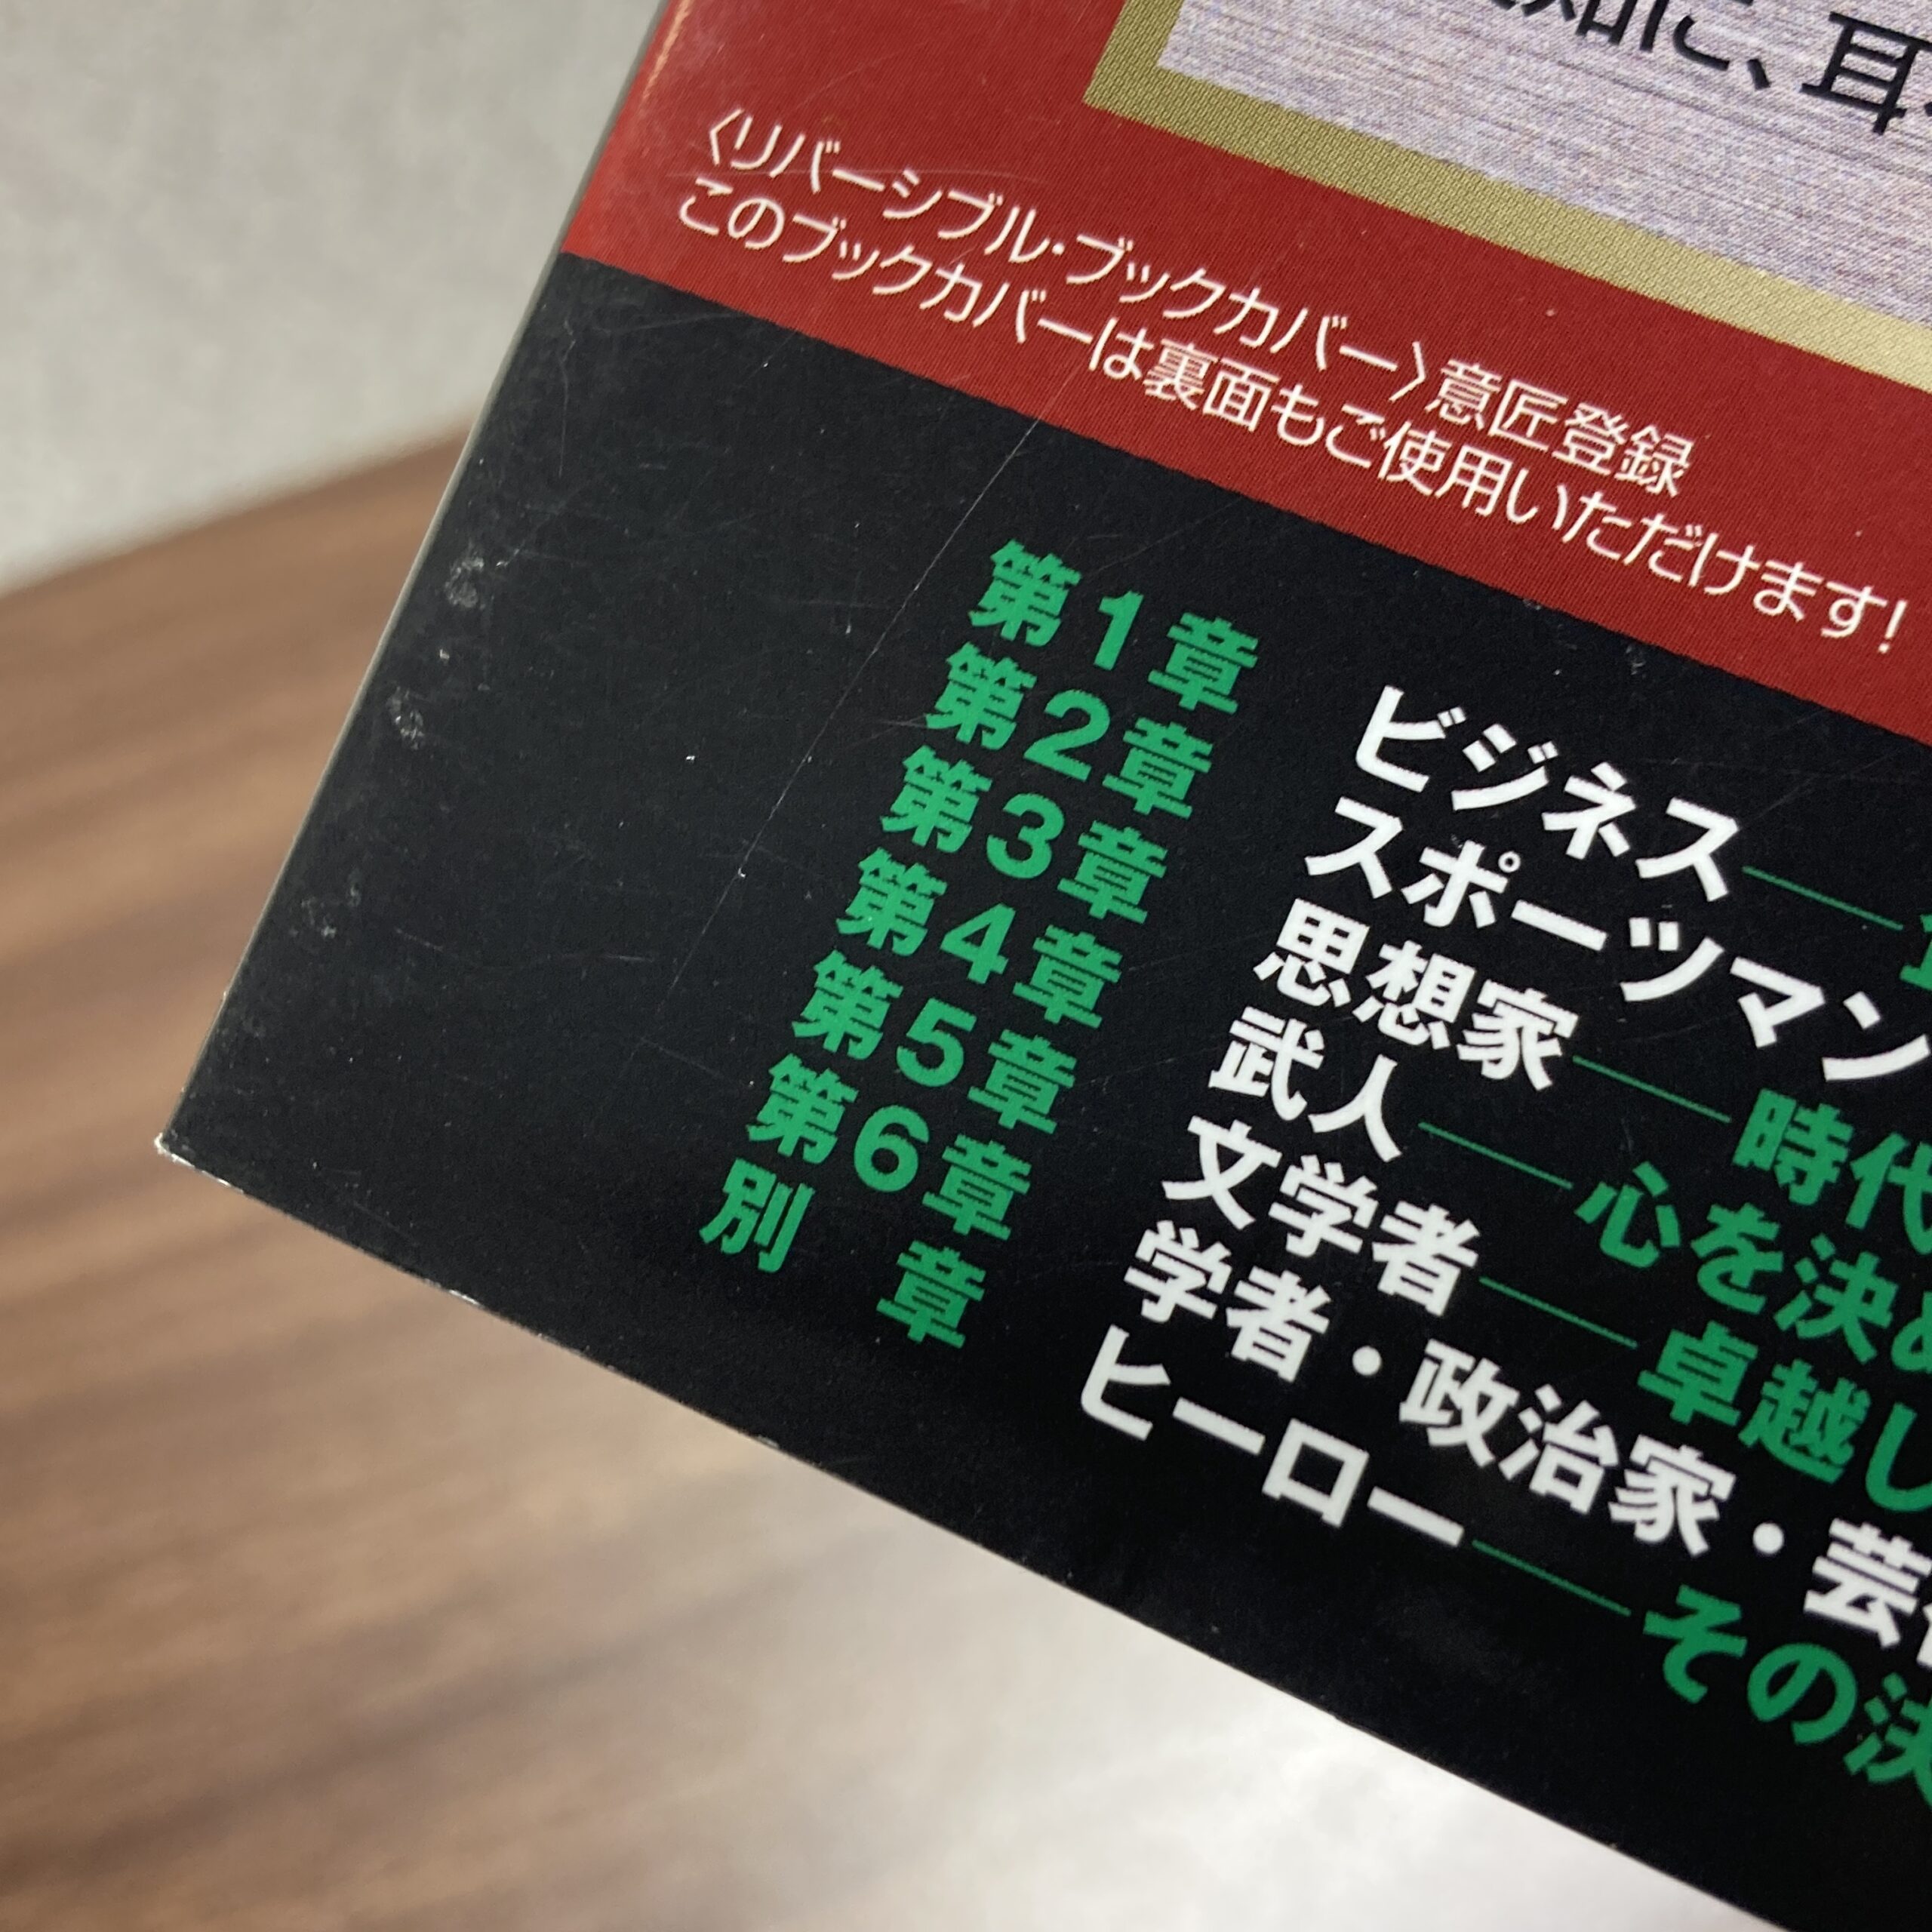 知に、耳
〈リバーシブル・ブックカバー〉意匠登録
このブックカバーは裏面もご使用いただけます!
第1章 ビジネス——
第2章 スポーツマン
第3章 思想家——時代
第4章 武人——心を決め
第5章 文学者——卓越し
第6章 学者・政治家・芸
別章 ヒーロー——その決